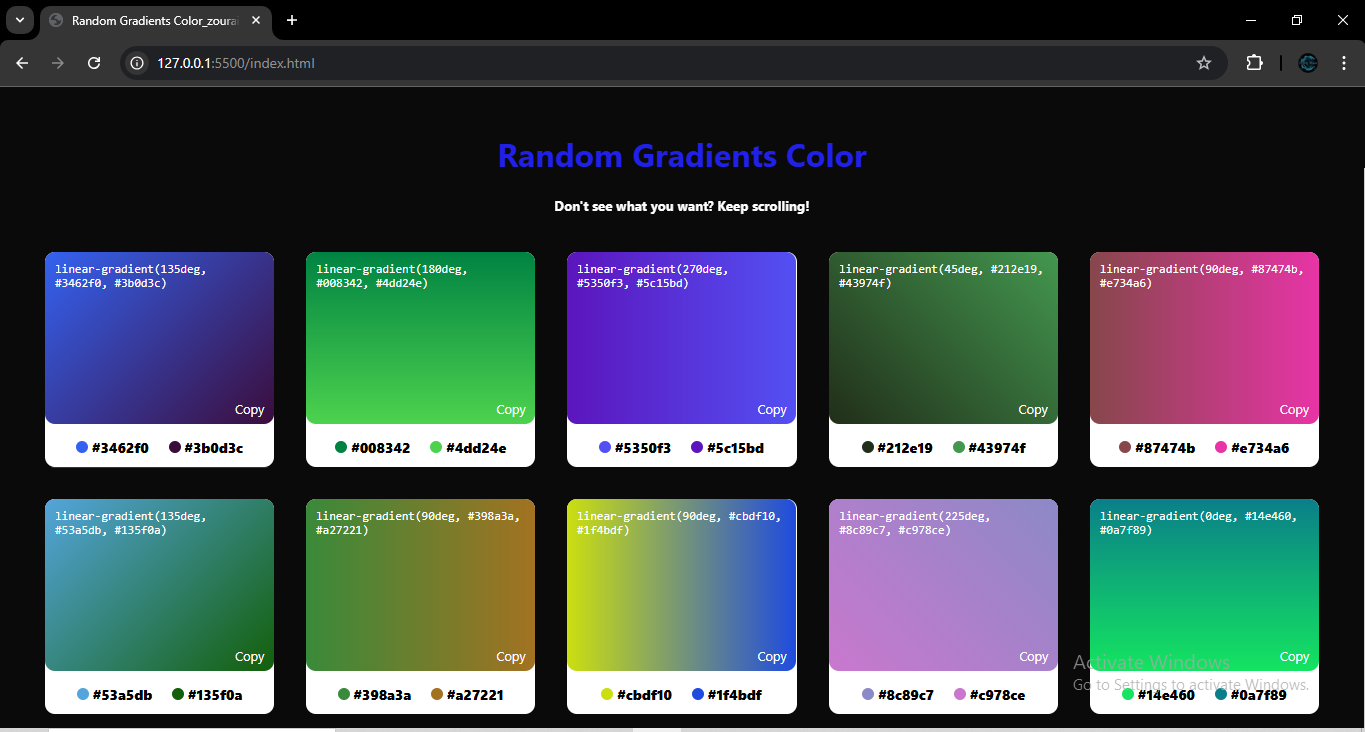 Random Gradients Color_zoura
127.0.0.1:5500/index.html
Random Gradients Color
Don't see what you want? Keep scrolling!
linear-gradient(135deg,
#3462f0, #3b0d3c)
Copy
#3462f0 #3b0d3c
linear-gradient(180deg,
#008342, #4dd24e)
Copy
#008342 #4dd24e
linear-gradient(270deg,
#5350f3, #5c15bd)
Copy
#5350f3 #5c15bd
linear-gradient(45deg, #212e19,
#43974f)
Copy
#212e19 #43974f
linear-gradient(90deg, #87474b,
#e734a6)
Copy
#87474b #e734a6
linear-gradient(135deg,
#53a5db, #135f0a)
Copy
#53a5db #135f0a
linear-gradient(90deg, #398a3a,
#a27221)
Copy
#398a3a #a27221
linear-gradient(90deg, #cbdf10,
#1f4bdf)
Copy
#cbdf10 #1f4bdf
linear-gradient(225deg,
#8c89c7, #c978ce)
Copy
#8c89c7 #c978ce
linear-gradient(0deg, #14e460,
#0a7f89)
Copy
#14e460 #0a7f89
Activate Windows
Go to Settings to activate Windows.